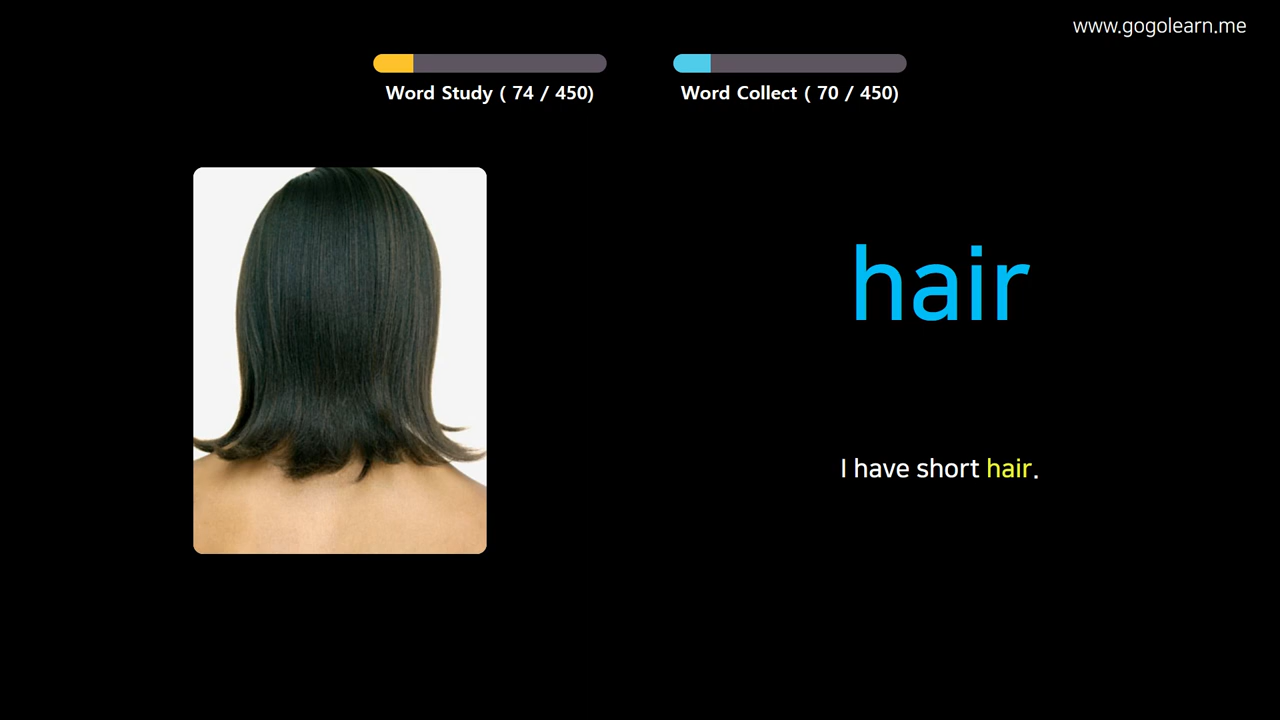 www.gogolearn.me
Word Study ( 74 / 450)
Word Collect ( 70 / 450)
hair
I have short hair.